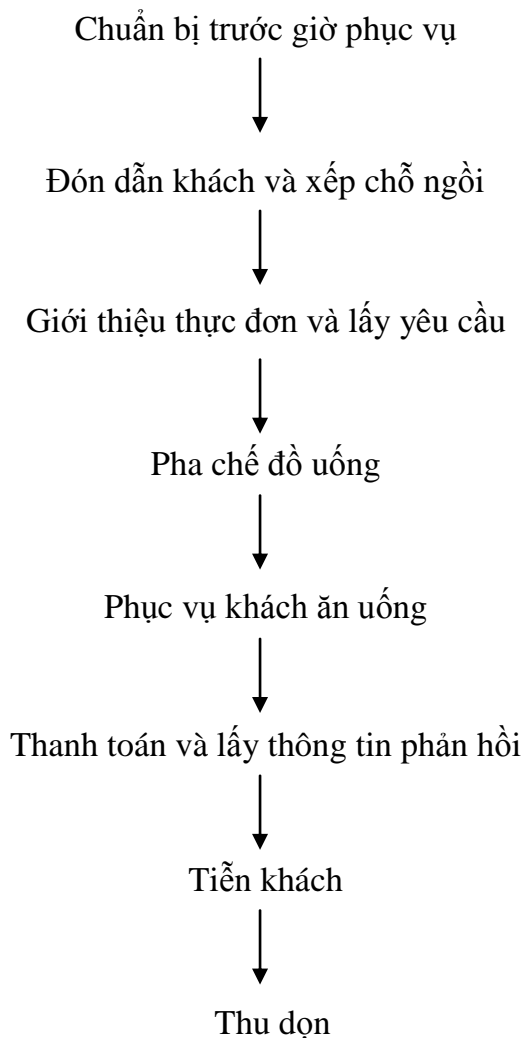 Chuẩn bị trước giờ phục vụ
Đón dẫn khách và xếp chỗ ngồi
Giới thiệu thực đơn và lấy yêu cầu
Pha chế đồ uống
Phục vụ khách ăn uống
Thanh toán và lấy thông tin phản hồi
Tiễn khách
Thu dọn